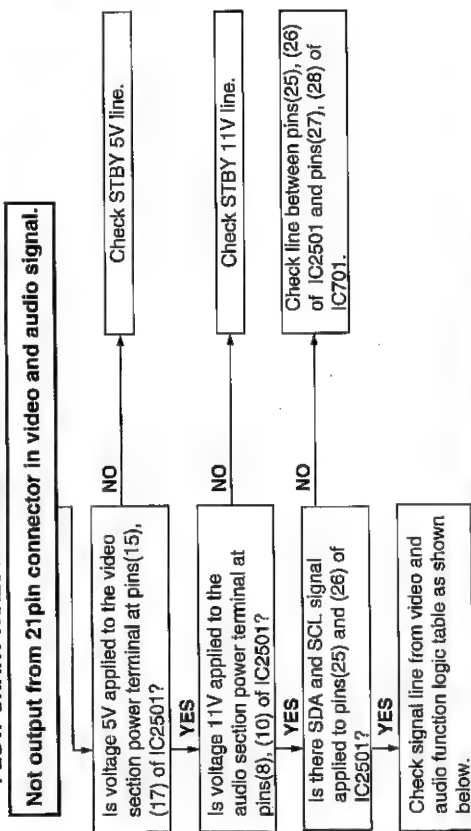 Not output from 21pin connector in video and audio signal.
Is voltage 5V applied to the video
section power terminal at pins(15),
(17) of IC2501?
NO
Check STBY 5V line.
YES
Is voltage 11V applied to the
audio section power terminal at
pins(8), (10) of IC2501?
NO
Check STBY 11V line.
YES
Is there SDA and SCL signal
applied to pins(25) and (26) of
IC2501?
NO
Check line between pins(25), (26)
of IC2501 and pins(27), (28) of
IC701.
YES
Check signal line from video and
audio function logic table as shown
below.